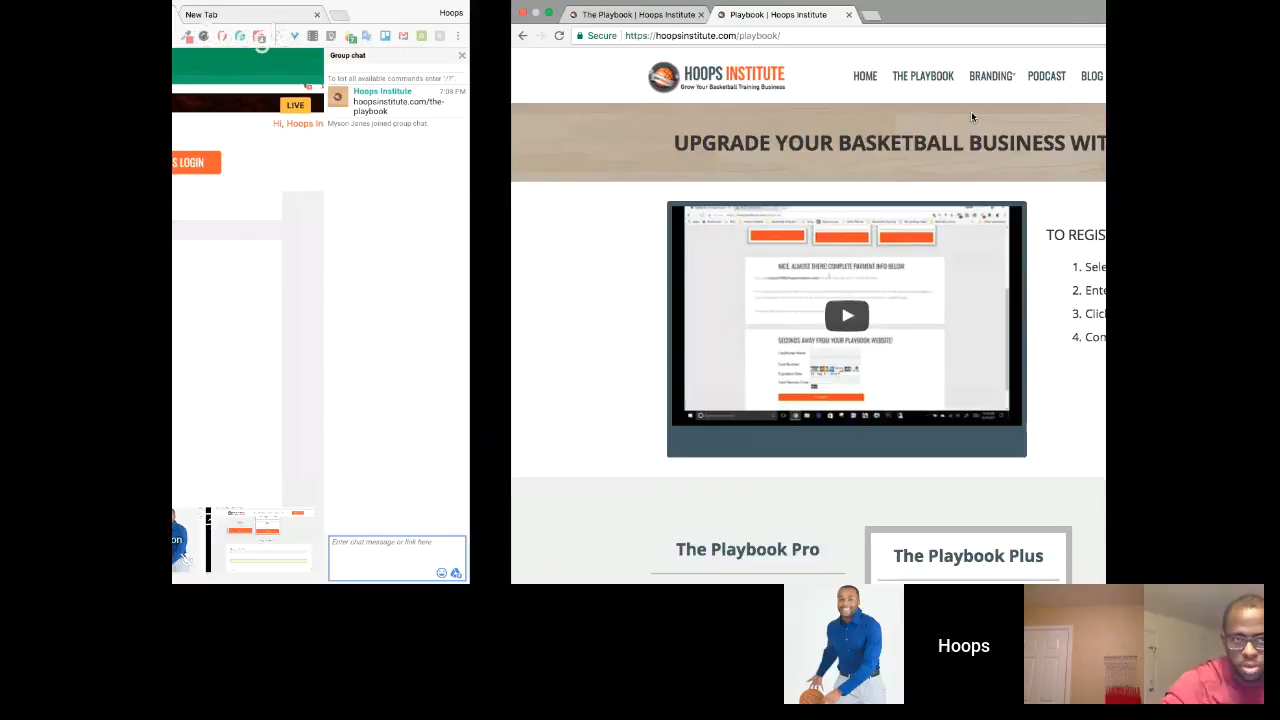 New Tab
Hoops
Group chat
To list all available commands enter "/?".
Hoops Institute 7:09 PM
hoopsinstitute.com/the-
playbook
Myson Jones joined group chat.
LIVE
Hi, Hoops In
S LOGIN
on
Enter chat message or link here
The Playbook | Hoops Institute
Playbook | Hoops Institute
Secure
https://hoopsinstitute.com/playbook/
HOOPS INSTITUTE
Grow Your Basketball Training Business
HOME THE PLAYBOOK BRANDING PODCAST BLOG
UPGRADE YOUR BASKETBALL BUSINESS WIT
NICE, ALMOST THERE! COMPLETE PAYMENT INFO BELOW
SECONDS AWAY FROM YOUR PLAYBOOK WEBSITE!
TO REGIS
1. Sele
2. Ente
3. Click
4. Con
The Playbook Pro
The Playbook Plus
Hoops